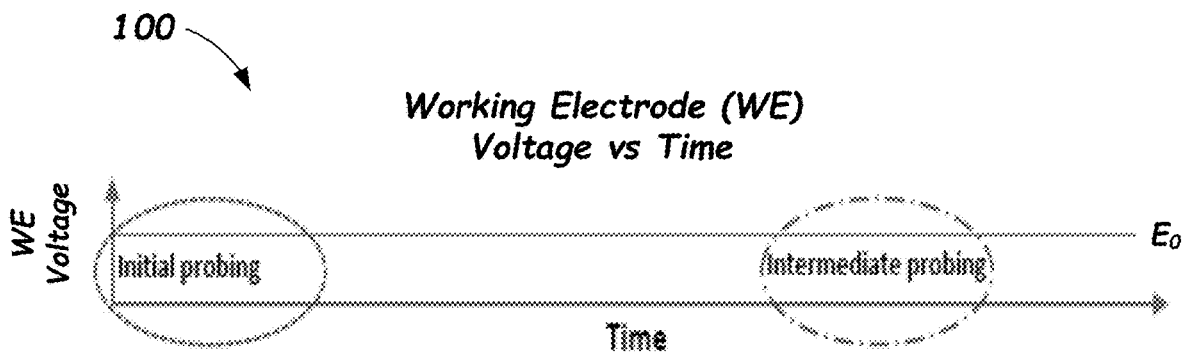 100
Working Electrode (WE)
Voltage vs Time
WE
Voltage
E₀
Initial probing
Intermediate probing
Time